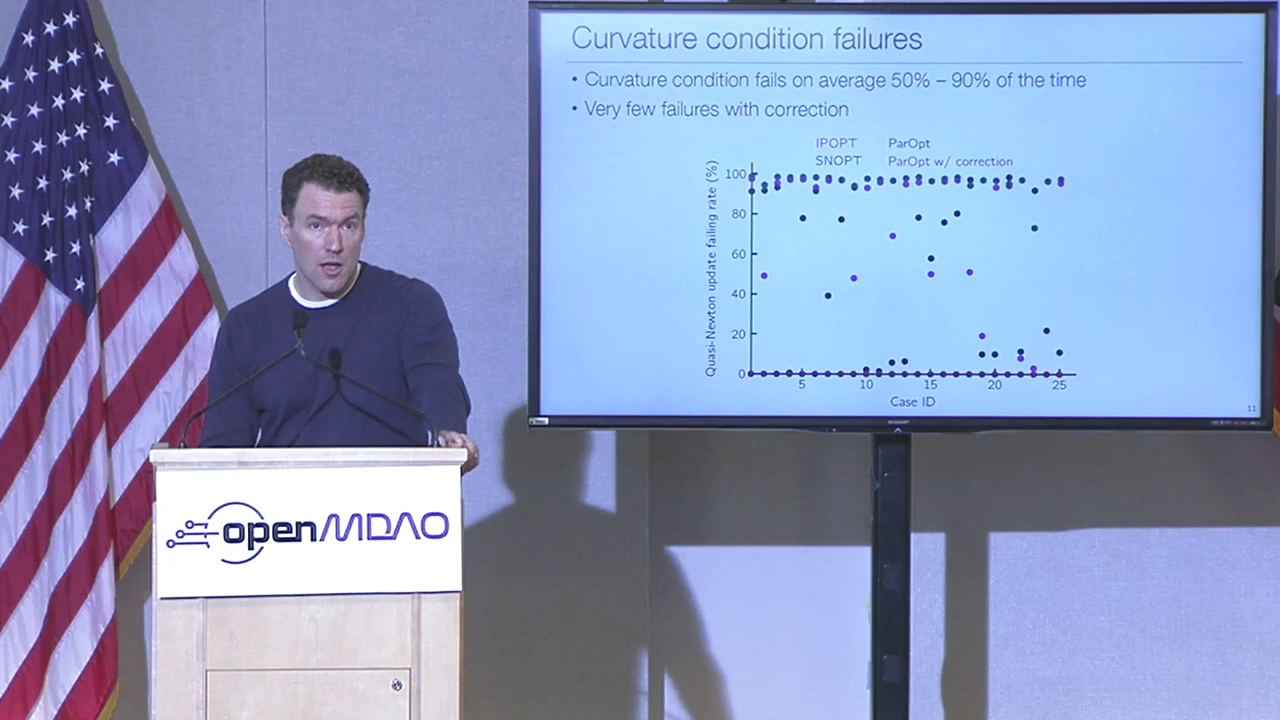 Curvature condition failures
• Curvature condition fails on average 50% – 90% of the time
• Very few failures with correction
IPOPT ParOpt
SNOPT ParOpt w/ correction
Quasi-Newton update failing rate (%)
100
80
60
40
20
0
5 10 15 20 25
Case ID
11
openMDAO